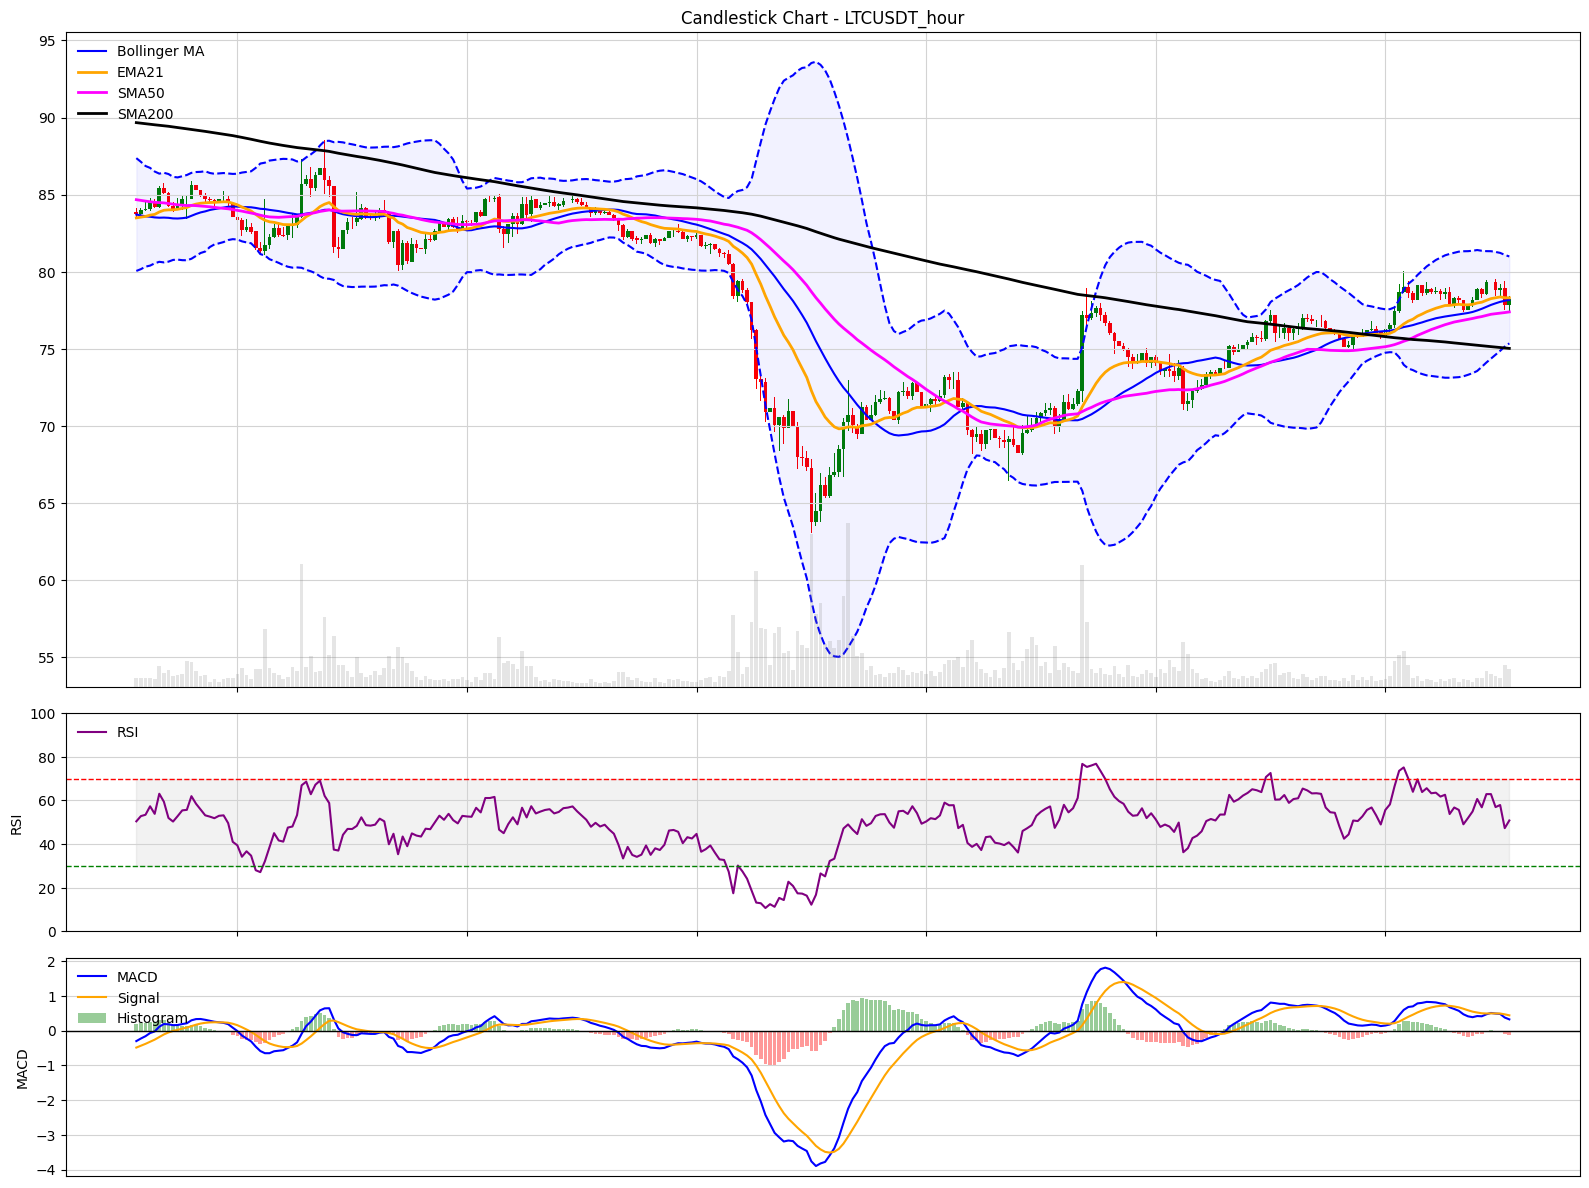 Candlestick Chart - LTCUSDT_hour
95
90
85
80
75
70
65
60
55
Bollinger MA
EMA21
SMA50
SMA200
100
80
60
40
20
0
RSI
RSI
2
1
0
−1
−2
−3
−4
MACD
MACD
Signal
Histogram